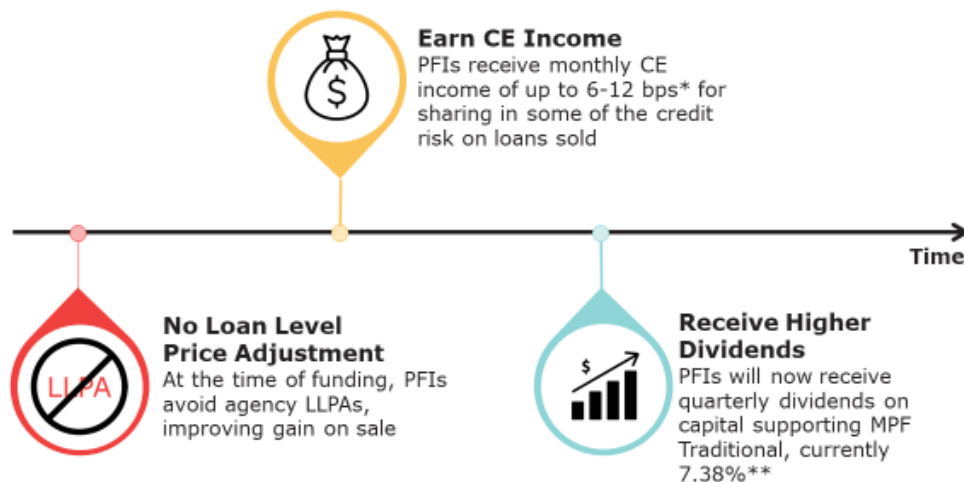 Earn CE Income
PFIs receive monthly CE
income of up to 6-12 bps* for
sharing in some of the credit
risk on loans sold
$
Time
No Loan Level
Price Adjustment
At the time of funding, PFIs
avoid agency LLPAs,
improving gain on sale
LLPA
Receive Higher
Dividends
PFIs will now receive
quarterly dividends on
capital supporting MPF
Traditional, currently
7.38%**
$